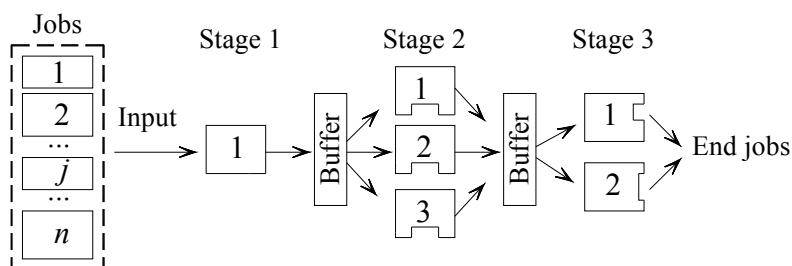 Jobs
1
2
...
j
...
n
Input
Stage 1
1
Buffer
Stage 2
1
2
3
Buffer
Stage 3
1
2
End jobs